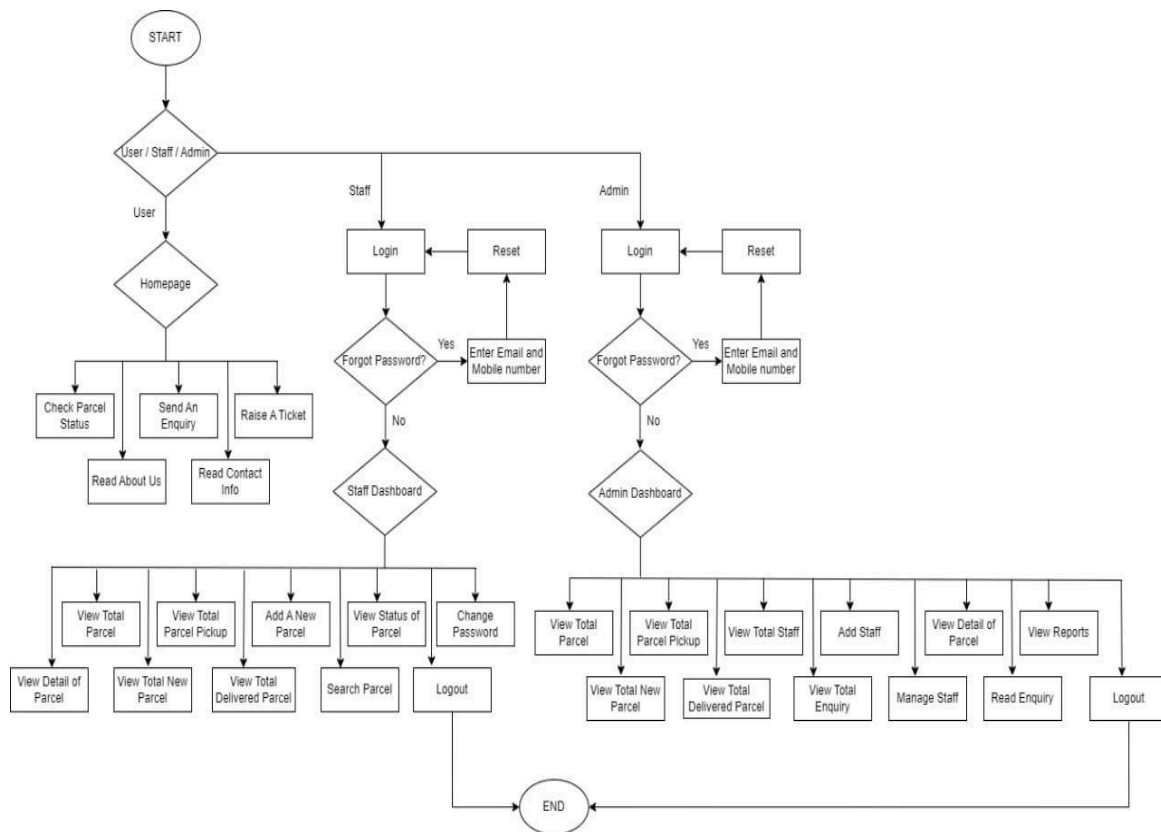 START
User / Staff / Admin
User
Staff
Admin
Homepage
Login
Reset
Login
Reset
Forgot Password?
Yes
Enter Email and
Mobile number
Forgot Password?
Yes
Enter Email and
Mobile number
No
No
Check Parcel
Status
Send An
Enquiry
Raise A Ticket
Read About Us
Read Contact
Info
Staff Dashboard
Admin Dashboard
View Total
Parcel
View Total
Parcel Pickup
Add A New
Parcel
View Status of
Parcel
Change
Password
View Detail of
Parcel
View Total New
Parcel
View Total
Delivered Parcel
Search Parcel
Logout
View Total
Parcel
View Total
Parcel Pickup
View Total Staff
Add Staff
View Detail of
Parcel
View Reports
View Total New
Parcel
View Total
Delivered Parcel
View Total
Enquiry
Manage Staff
Read Enquiry
Logout
END